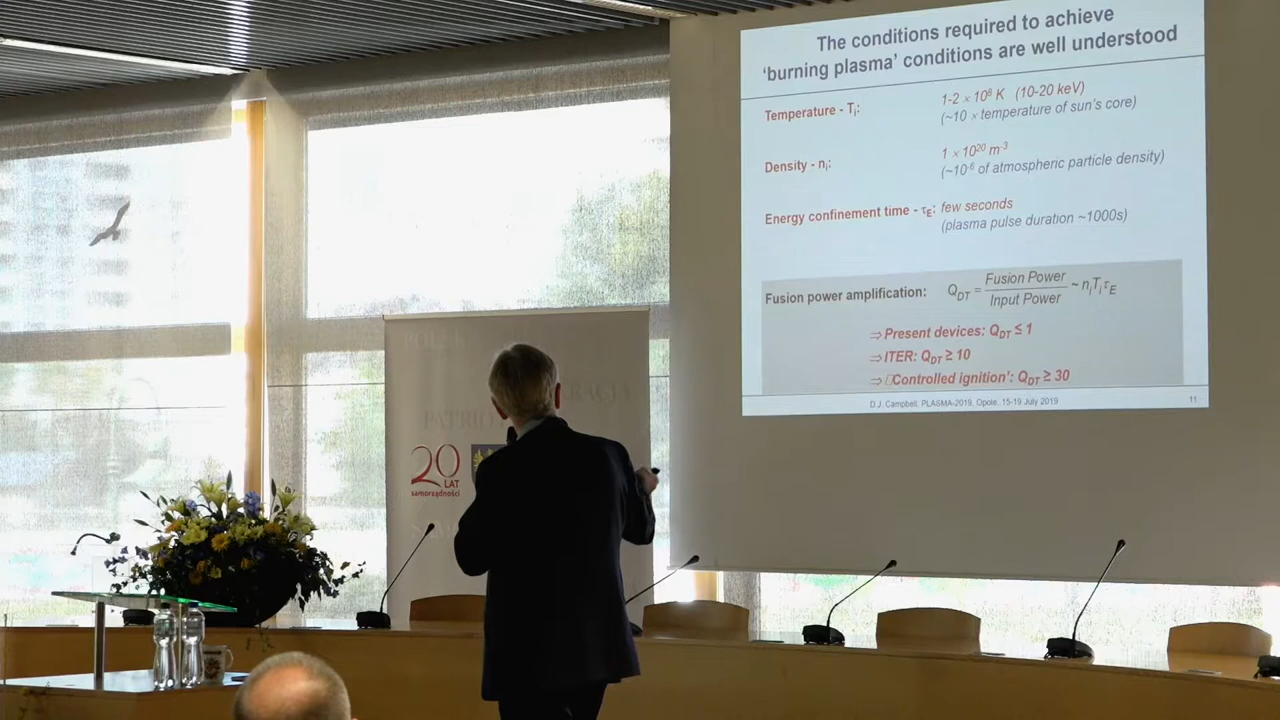 The conditions required to achieve
‘burning plasma’ conditions are well understood
Temperature - Ti: 1-2 × 10⁸ K (10-20 keV)
(~10 × temperature of sun's core)
Density - ni: 1 × 10²⁰ m⁻³
(~10⁻⁶ of atmospheric particle density)
Energy confinement time - τE: few seconds
(plasma pulse duration ~1000s)
Fusion power amplification: QDT = Fusion Power / Input Power ~ niTiτE
⇒ Present devices: QDT ≤ 1
⇒ ITER: QDT ≥ 10
⇒ 'Controlled ignition': QDT ≥ 30
D.J. Campbell, PLASMA-2019, Opole, 15-19 July 2019 11
20
LAT
samorządności